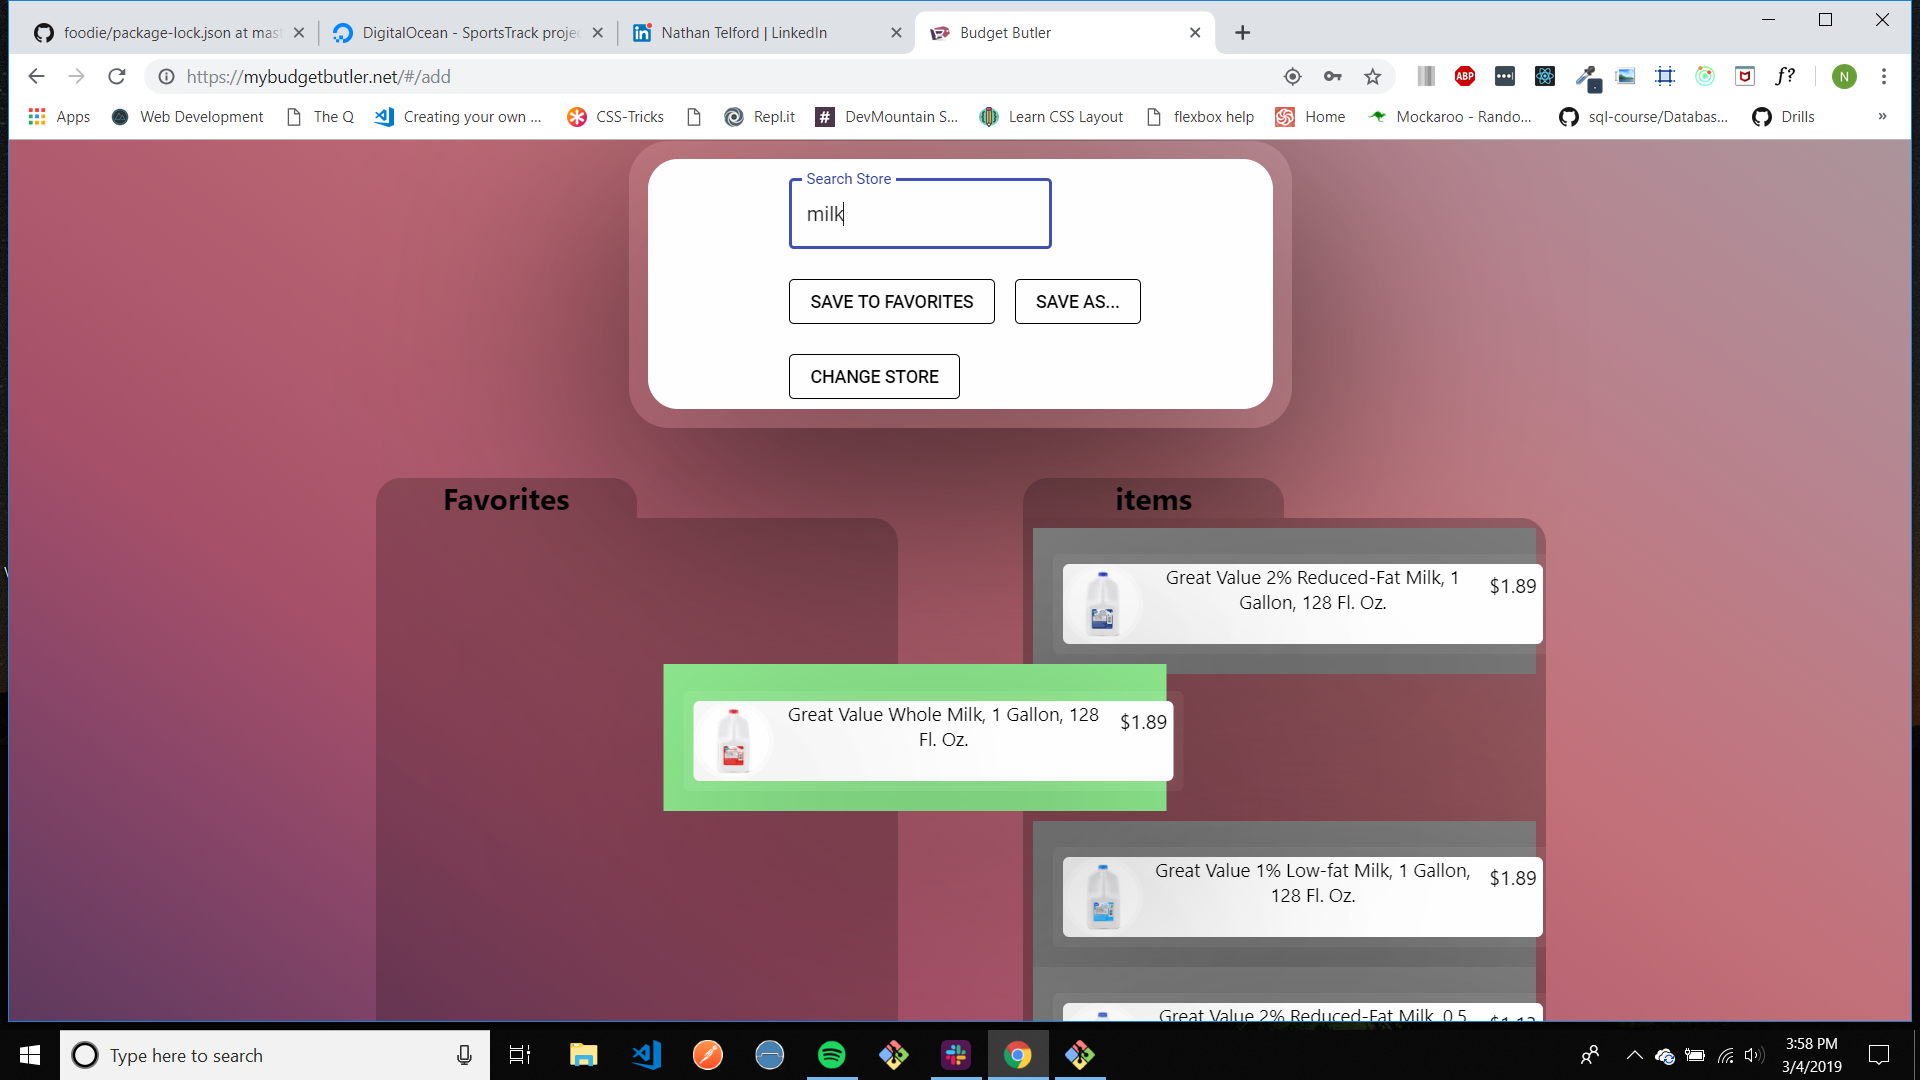 foodie/package-lock.json at mast
DigitalOcean - SportsTrack projec
Nathan Telford | LinkedIn
Budget Butler
https://mybudgetbutler.net/#/add
ABP
f?
N
Apps
Web Development
The Q
Creating your own ...
CSS-Tricks
Repl.it
# DevMountain S...
Learn CSS Layout
flexbox help
Home
Mockaroo - Rando...
sql-course/Databas...
Drills
»
Search Store
milk
SAVE TO FAVORITES
SAVE AS...
CHANGE STORE
Favorites
items
Great Value 2% Reduced-Fat Milk, 1
Gallon, 128 Fl. Oz.
$1.89
Great Value Whole Milk, 1 Gallon, 128
Fl. Oz.
$1.89
Great Value 1% Low-fat Milk, 1 Gallon,
128 Fl. Oz.
$1.89
Great Value 2% Reduced-Fat Milk, 0.5
$1.13
Type here to search
3:58 PM
3/4/2019